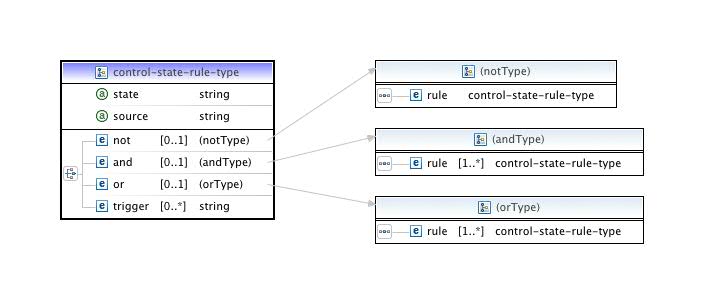 control-state-rule-type
a state string
a source string
e not [0..1] (notType)
e and [0..1] (andType)
e or [0..1] (orType)
e trigger [0..*] string
(notType)
e rule control-state-rule-type
(andType)
e rule [1..*] control-state-rule-type
(orType)
e rule [1..*] control-state-rule-type